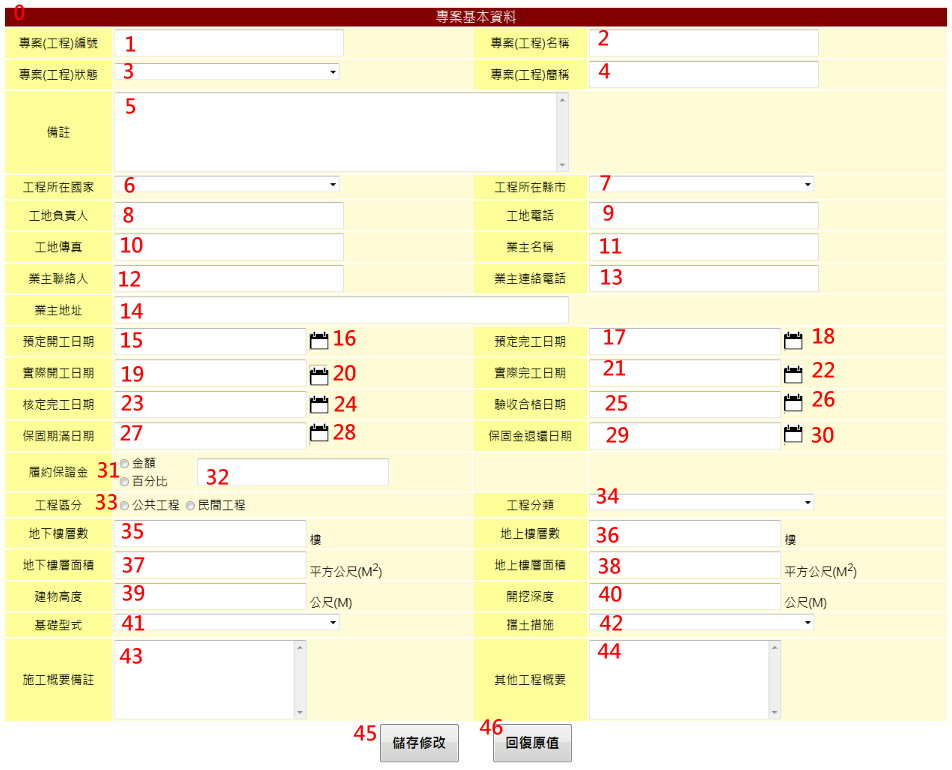 0 專案基本資料
專案(工程)編號 1 專案(工程)名稱 2
專案(工程)狀態 3 專案(工程)簡稱 4
備註 5
工程所在國家 6 工程所在縣市 7
工地負責人 8 工地電話 9
工地傳真 10 業主名稱 11
業主聯絡人 12 業主連絡電話 13
業主地址 14
預定開工日期 15 16 預定完工日期 17 18
實際開工日期 19 20 實際完工日期 21 22
核定完工日期 23 24 驗收合格日期 25 26
保固期滿日期 27 28 保固金退還日期 29 30
履約保證金 31 金額 百分比 32
工程區分 33 公共工程 民間工程 工程分類 34
地下樓層數 35 樓 地上樓層數 36 樓
地下樓層面積 37 平方公尺(M2) 地上樓層面積 38 平方公尺(M2)
建物高度 39 公尺(M) 開挖深度 40 公尺(M)
基礎型式 41 擋土措施 42
施工概要備註 43 其他工程概要 44
45 儲存修改 46 回復原值